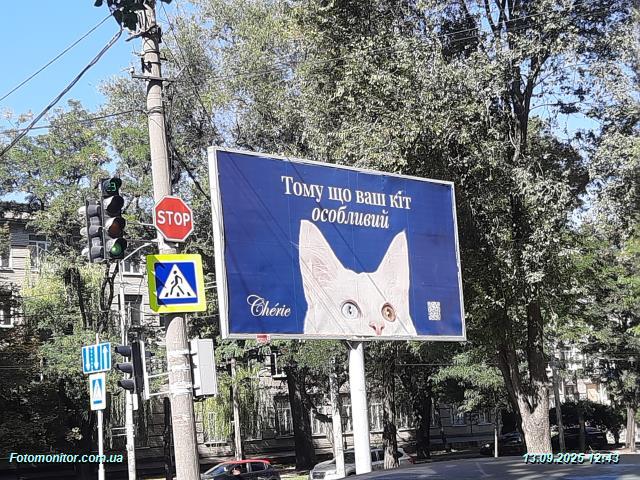 STOP
Тому що ваш кіт
особливий
Chérie
Fotomonitor.com.ua
13.09.2025 12:43